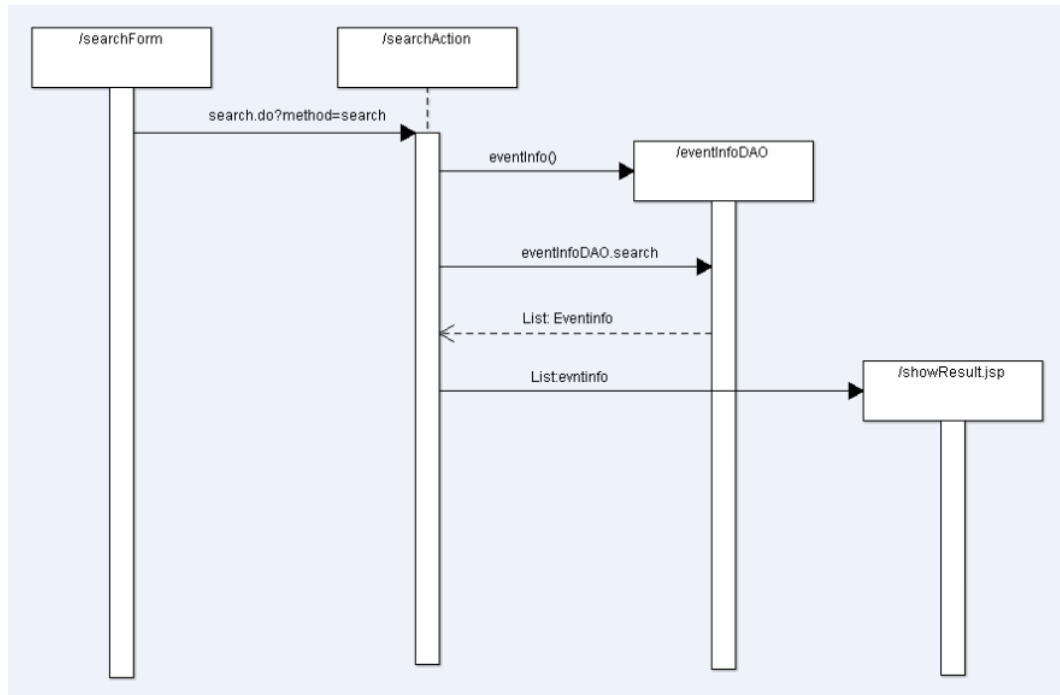 /searchForm
/searchAction
search.do?method=search
eventInfo()
/eventInfoDAO
eventInfoDAO.search
List: Eventinfo
List:evntinfo
/showResult.jsp